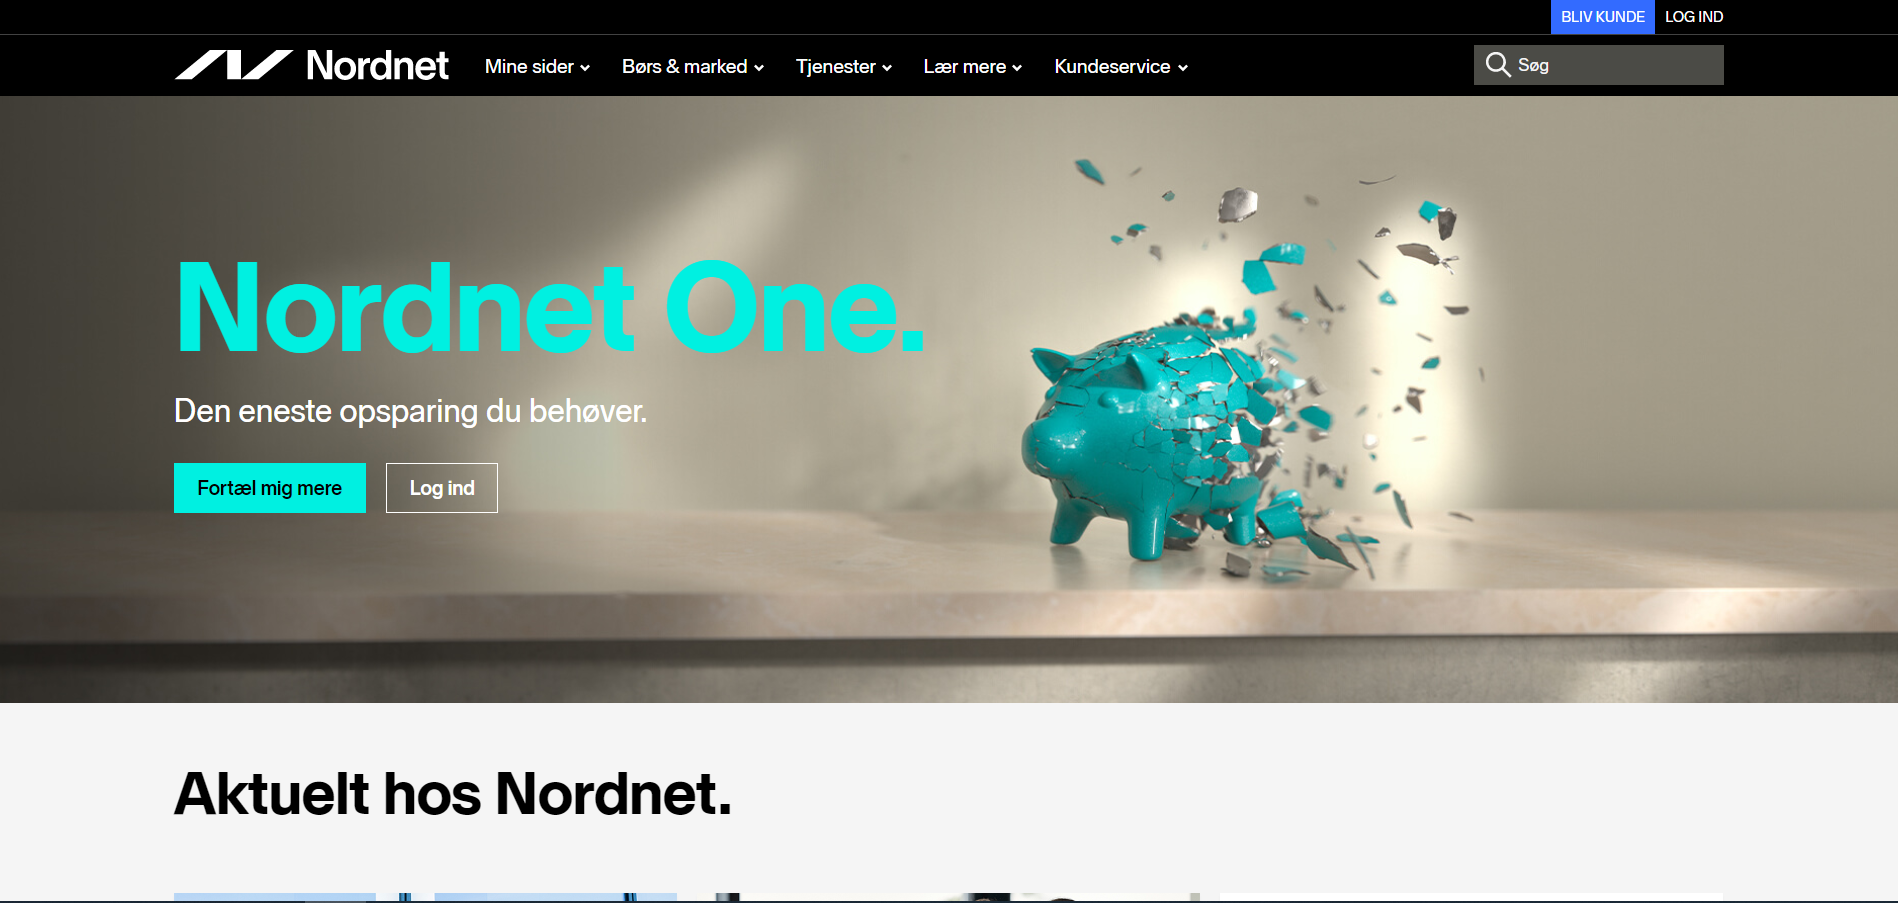 BLIV KUNDE LOG IND
Nordnet Mine sider Børs & marked Tjenester Lær mere Kundeservice Søg
Nordnet One.
Den eneste opsparing du behøver.
Fortæl mig mere Log ind
Aktuelt hos Nordnet.